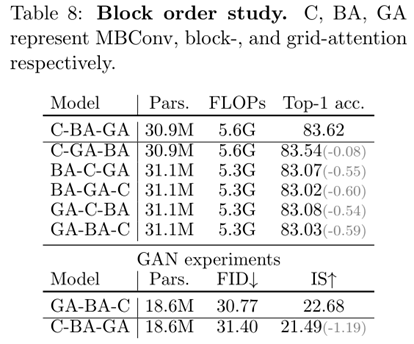 Table 8: Block order study. C, BA, GA
represent MBConv, block-, and grid-attention
respectively.
Model Pars. FLOPs Top-1 acc.
C-BA-GA 30.9M 5.6G 83.62
C-GA-BA 30.9M 5.6G 83.54(-0.08)
BA-C-GA 31.1M 5.3G 83.07(-0.55)
BA-GA-C 31.1M 5.3G 83.02(-0.60)
GA-C-BA 31.1M 5.3G 83.08(-0.54)
GA-BA-C 31.1M 5.3G 83.03(-0.59)
GAN experiments
Model Pars. FID↓ IS↑
GA-BA-C 18.6M 30.77 22.68
C-BA-GA 18.6M 31.40 21.49(-1.19)